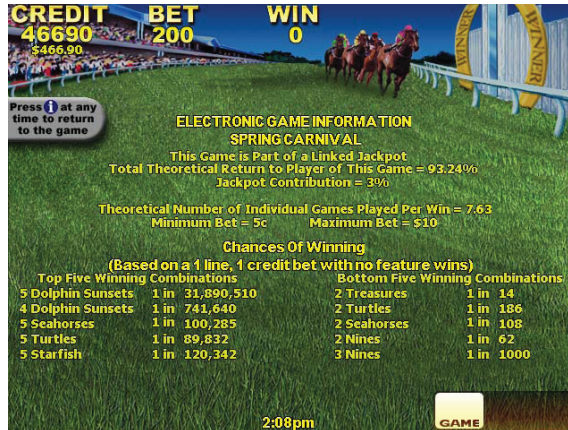 CREDIT BET WIN
46690 200 0
$466.90
WINNER WINNER
Press i at any
time to return
to the game
ELECTRONIC GAME INFORMATION
SPRING CARNIVAL
This Game is Part of a Linked Jackpot
Total Theoretical Return to Player of This Game = 93.24%
Jackpot Contribution = 3%
Theoretical Number of Individual Games Played Per Win = 7.63
Minimum Bet = 5c Maximum Bet = $10
Chances Of Winning
(Based on a 1 line, 1 credit bet with no feature wins)
Top Five Winning Combinations Bottom Five Winning Combinations
5 Dolphin Sunsets 1 in 31,890,510 2 Treasures 1 in 14
4 Dolphin Sunsets 1 in 741,640 2 Turtles 1 in 186
5 Seahorses 1 in 100,285 2 Seahorses 1 in 108
5 Turtles 1 in 89,832 2 Nines 1 in 62
5 Starfish 1 in 120,342 3 Nines 1 in 1000
2:08pm
GAME